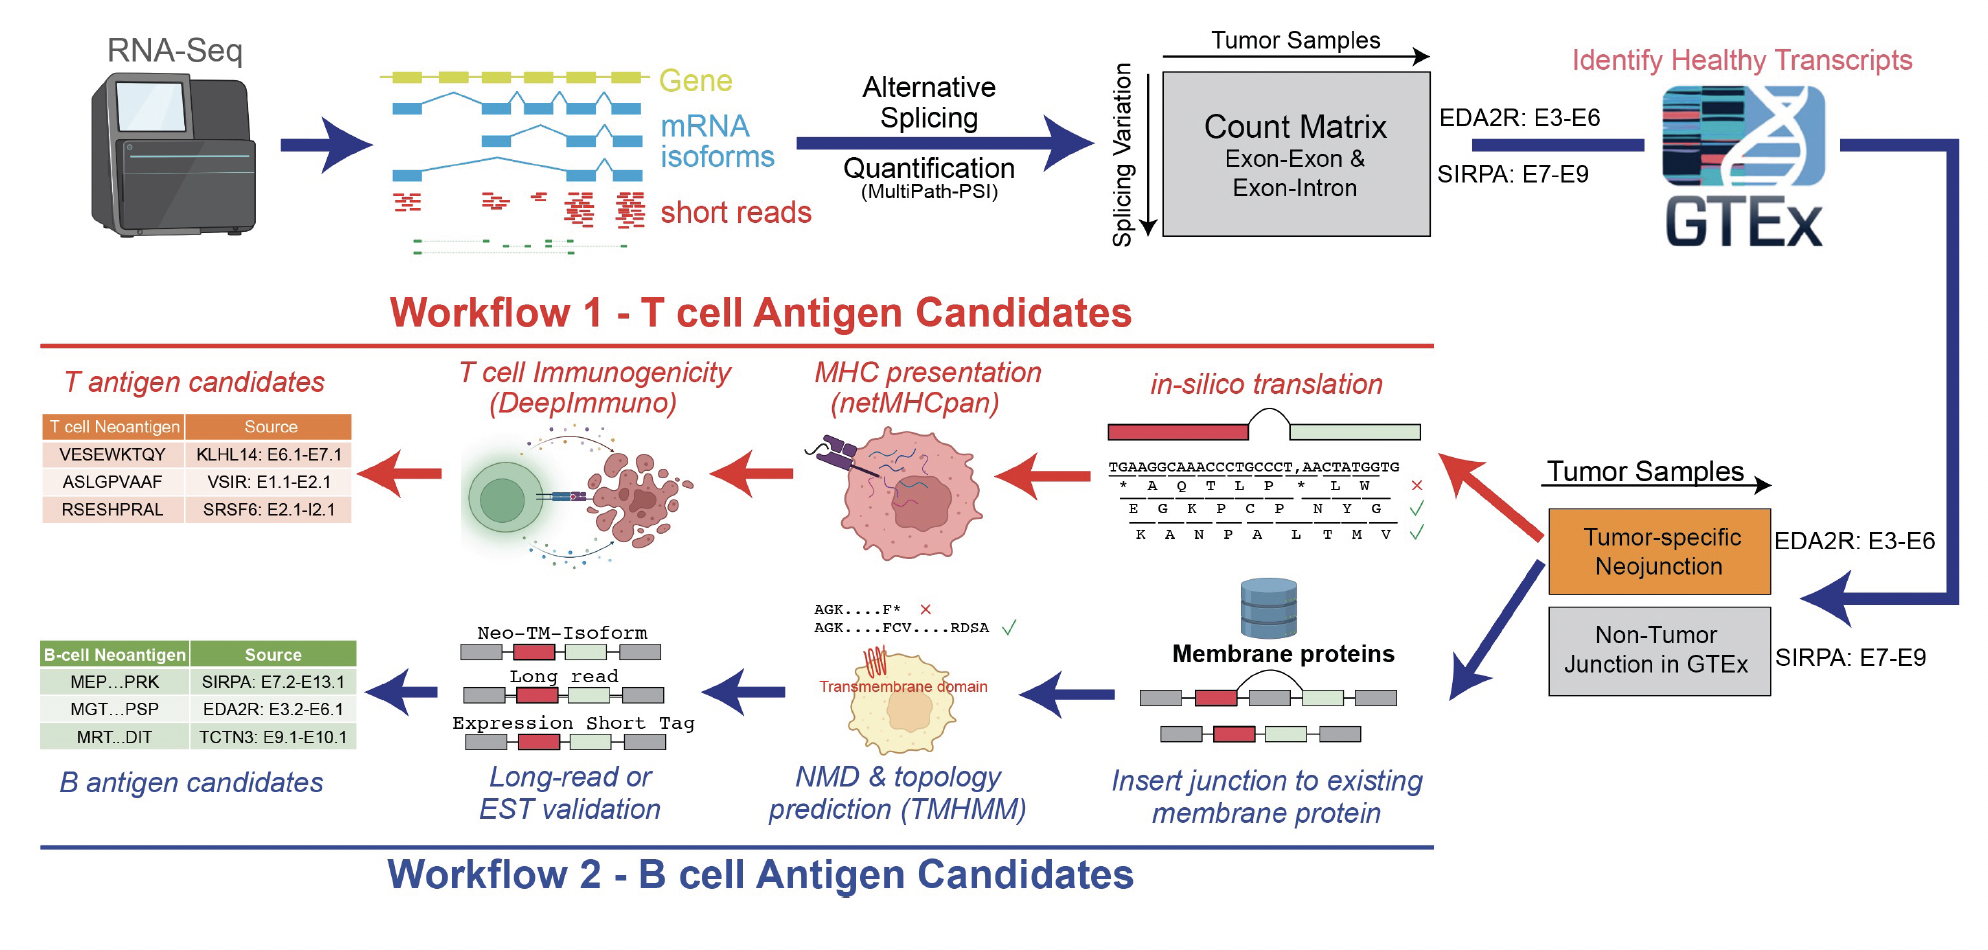 RNA-Seq
Gene
mRNA
isoforms
short reads
Alternative
Splicing
Quantification
(MultiPath-PSI)
Tumor Samples
Splicing Variation
Count Matrix
Exon-Exon &
Exon-Intron
EDA2R: E3-E6
SIRPA: E7-E9
Identify Healthy Transcripts
GTEx
Workflow 1 - T cell Antigen Candidates
T antigen candidates
T cell Neoantigen Source
VESEWKTQY KLHL14: E6.1-E7.1
ASLGPVAAF VSIR: E1.1-E2.1
RSESHPRAL SRSF6: E2.1-I2.1
T cell Immunogenicity
(DeepImmuno)
MHC presentation
(netMHCpan)
in-silico translation
TGAAGGCAAACCCTGCCCT,AACTATGGTG
* A Q T L P * L W ×
E G K P C P N Y G ✓
K A N P A L T M V ✓
Tumor Samples
Tumor-specific
Neojunction
EDA2R: E3-E6
Non-Tumor
Junction in GTEx
SIRPA: E7-E9
B-cell Neoantigen Source
MEP...PRK SIRPA: E7.2-E13.1
MGT...PSP EDA2R: E3.2-E6.1
MRT...DIT TCTN3: E9.1-E10.1
B antigen candidates
Neo-TM-Isoform
Long read
Expression Short Tag
Long-read or
EST validation
AGK....F* ×
AGK....FCV....RDSA ✓
Transmembrane domain
NMD & topology
prediction (TMHMM)
Membrane proteins
Insert junction to existing
membrane protein
Workflow 2 - B cell Antigen Candidates